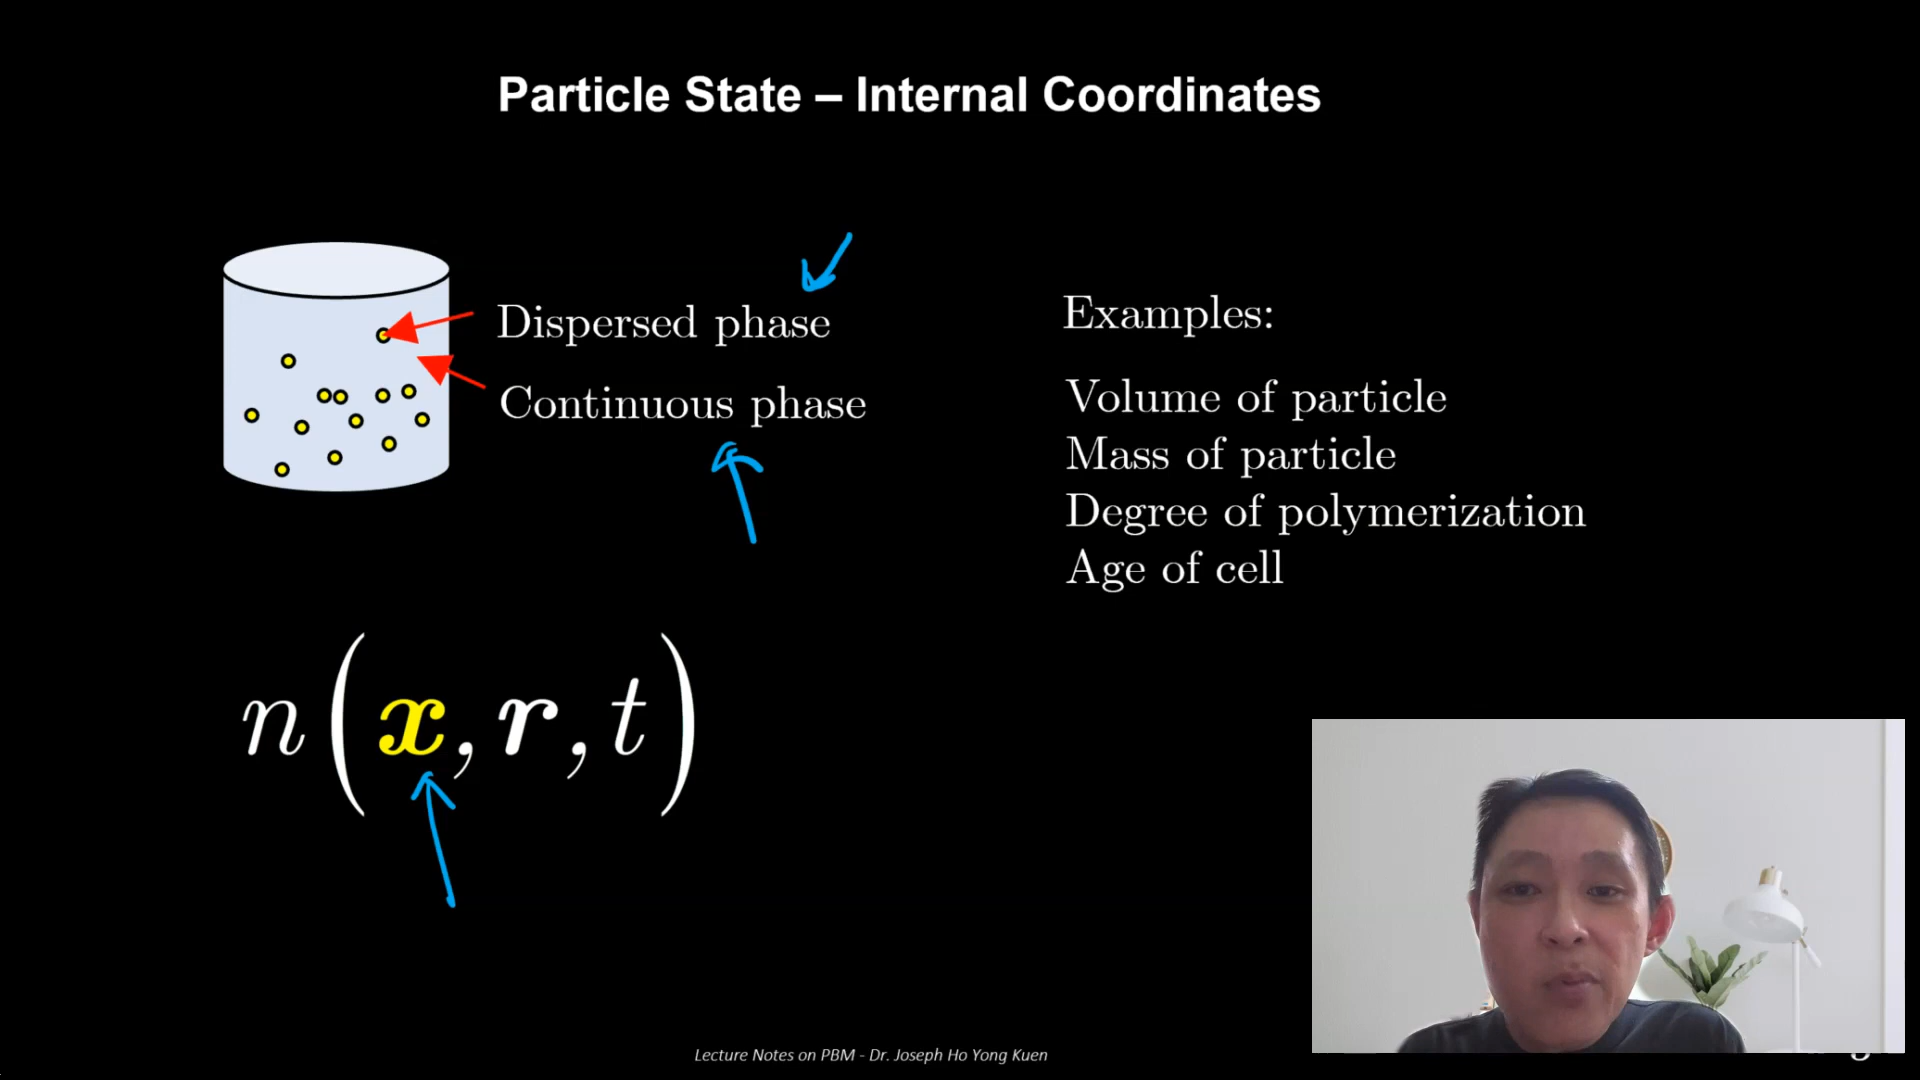 Particle State – Internal Coordinates
Dispersed phase
Continuous phase
Examples:
Volume of particle
Mass of particle
Degree of polymerization
Age of cell
n(x, r, t)
Lecture Notes on PBM - Dr. Joseph Ho Yong Kuen